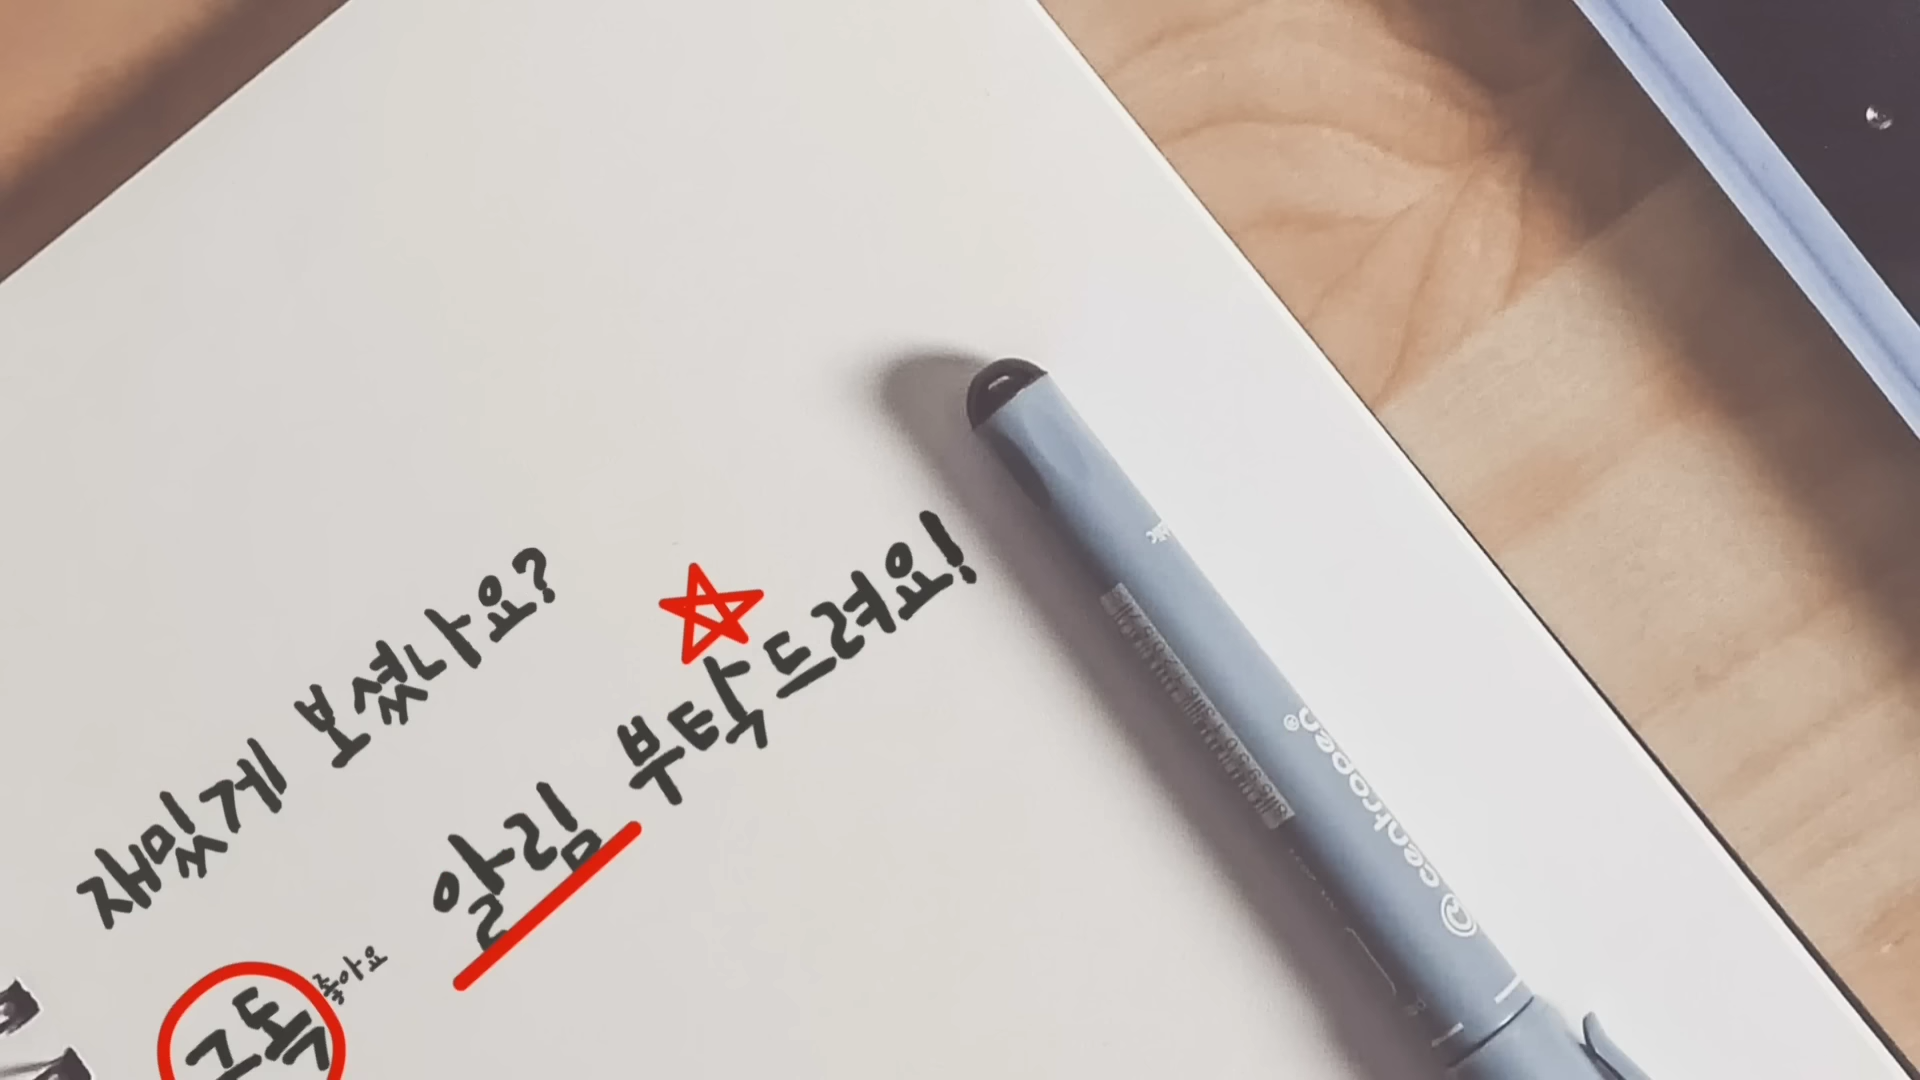 재밌게 보셨나요?
구독 좋아요 알림 부탁드려요!
centropen